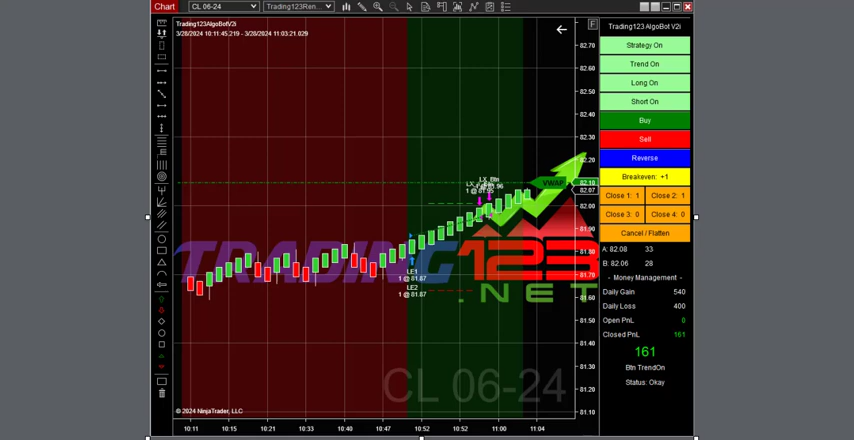 Chart
CL 06-24
Trading123Ren...
Trading123AlgoBotV2i
3/28/2024 10:11:45:219 - 3/28/2024 11:03:21.029
F
Trading123 AlgoBot V2i
Strategy On
Trend On
Long On
Short On
Buy
Sell
Reverse
Breakeven: +1
Close 1: 1
Close 2: 1
Close 3: 0
Close 4: 0
Cancel / Flatten
A: 82.08 33
B: 82.06 28
- Money Management -
Daily Gain 540
Daily Loss 400
Open PnL 0
Closed PnL 161
161
Btn TrendOn
Status: Okay
82.70
82.60
82.50
82.40
82.30
82.20
82.10
82.07
82.00
81.90
81.80
81.70
81.60
81.50
81.40
81.30
81.20
81.10
VWAP
LX_Btn
TRADING
123
.NET
LE1
1 @ 81.87
LE2
1 @ 81.87
CL 06-24
© 2024 NinjaTrader, LLC
10:11
10:15
10:21
10:33
10:40
10:47
10:52
10:52
11:00
11:04